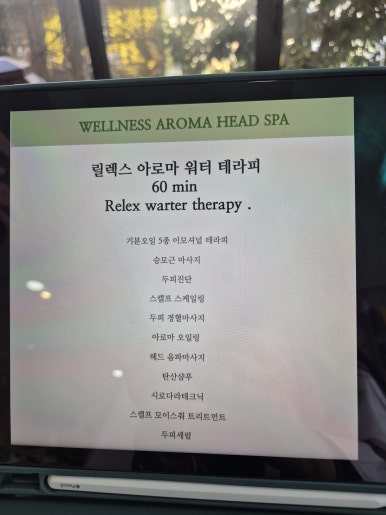 WELLNESS AROMA HEAD SPA
릴렉스 아로마 워터 테라피
60 min
Relex warter therapy .
기분오일 5종 이모셔널 테라피
승모근 마사지
두피진단
스캘프 스케일링
두피 경혈마사지
아로마 오일링
헤드 음파마사지
탄산샴푸
시로다라테크닉
스캘프 모이스춰 트리트먼트
두피세럼